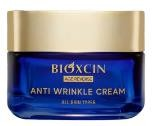 BIOXCIN
AGE REVERSE
ANTI WRINKLE CREAM
ALL SKIN TYPES